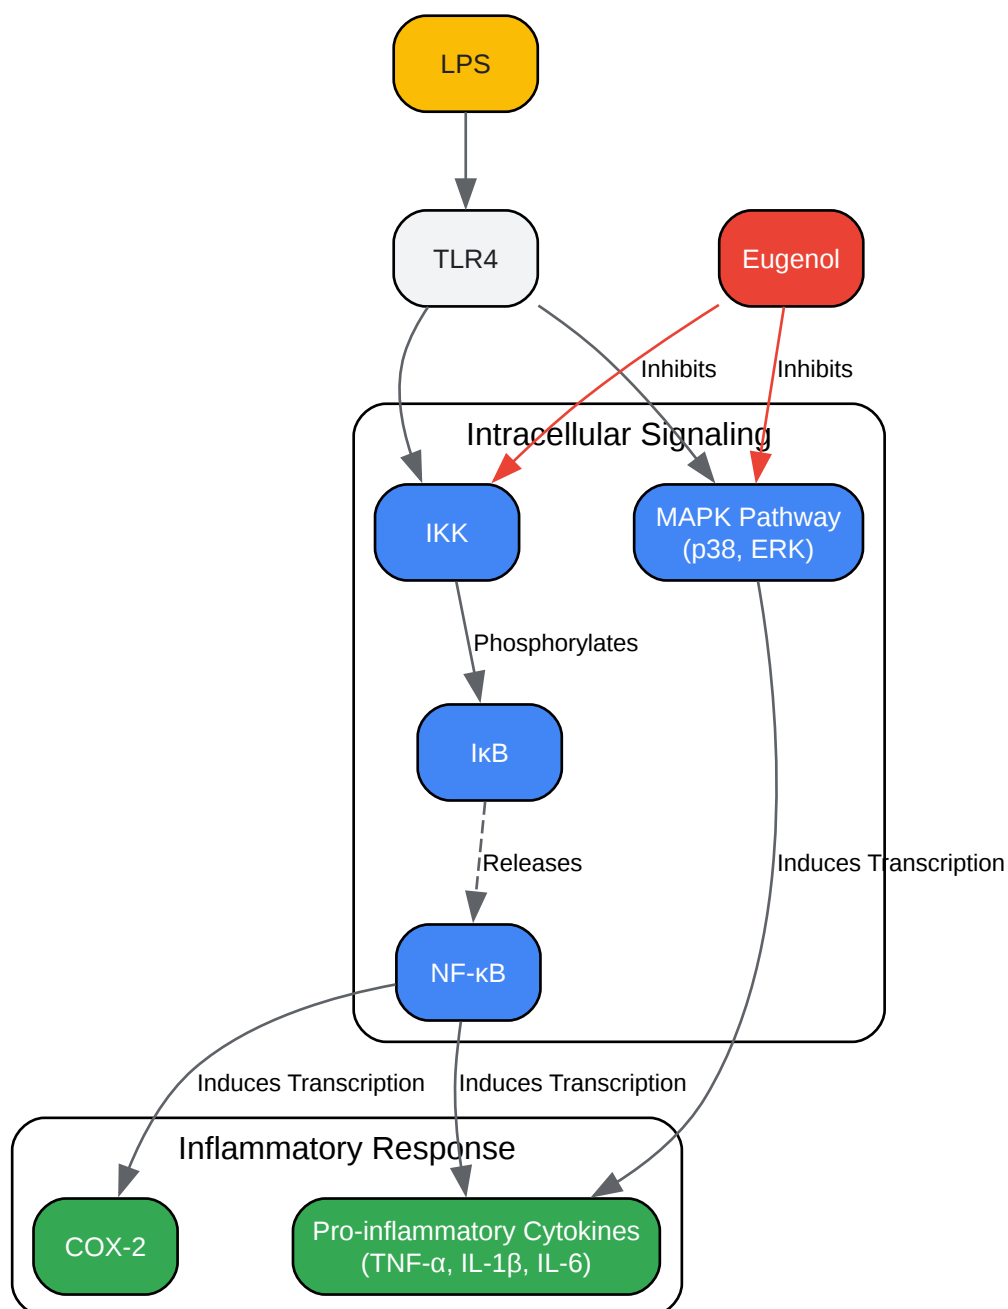 LPS
TLR4
Eugenol
Inhibits
Inhibits
Intracellular Signaling
IKK
MAPK Pathway
(p38, ERK)
Phosphorylates
IκB
Releases
Induces Transcription
NF-κB
Induces Transcription
Induces Transcription
Inflammatory Response
COX-2
Pro-inflammatory Cytokines
(TNF-α, IL-1β, IL-6)